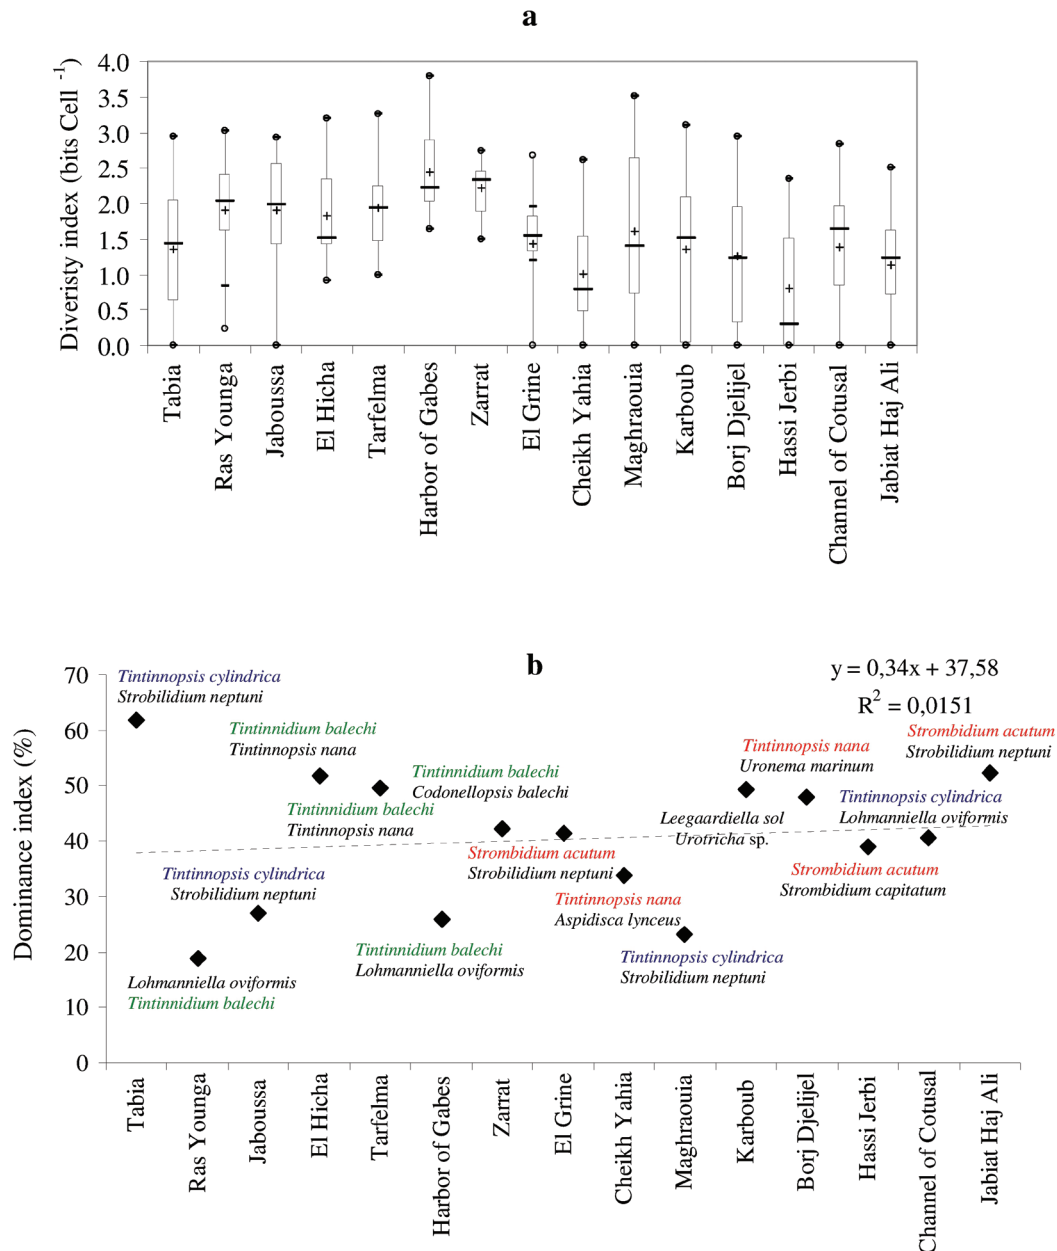 a
Diveristy index (bits Cell -1)
4.0
3.5
3.0
2.5
2.0
1.5
1.0
0.5
0.0
Tabia
Ras Younga
Jaboussa
El Hicha
Tarfelma
Harbor of Gabes
Zarrat
El Grine
Cheikh Yahia
Maghraouia
Karboub
Borj Djelijel
Hassi Jerbi
Channel of Cotusal
Jabiat Haj Ali
b
y = 0,34x + 37,58
R2 = 0,0151
Dominance index (%)
70
60
50
40
30
20
10
0
Tintinnopsis cylindrica
Strobilidium neptuni
Lohmanniella oviformis
Tintinnidium balechi
Tintinnopsis cylindrica
Strobilidium neptuni
Tintinnidium balechi
Tintinnopsis nana
Tintinnidium balechi
Tintinnopsis nana
Tintinnidium balechi
Lohmanniella oviformis
Tintinnidium balechi
Codonellopsis balechi
Strombidium acutum
Strobilidium neptuni
Tintinnopsis nana
Aspidisca lynceus
Tintinnopsis cylindrica
Strobilidium neptuni
Tintinnopsis nana
Uronema marinum
Leegaardiella sol
Urotricha sp.
Strombidium acutum
Strombidium capitatum
Tintinnopsis cylindrica
Lohmanniella oviformis
Strombidium acutum
Strobilidium neptuni
Tabia
Ras Younga
Jaboussa
El Hicha
Tarfelma
Harbor of Gabes
Zarrat
El Grine
Cheikh Yahia
Maghraouia
Karboub
Borj Djelijel
Hassi Jerbi
Channel of Cotusal
Jabiat Haj Ali